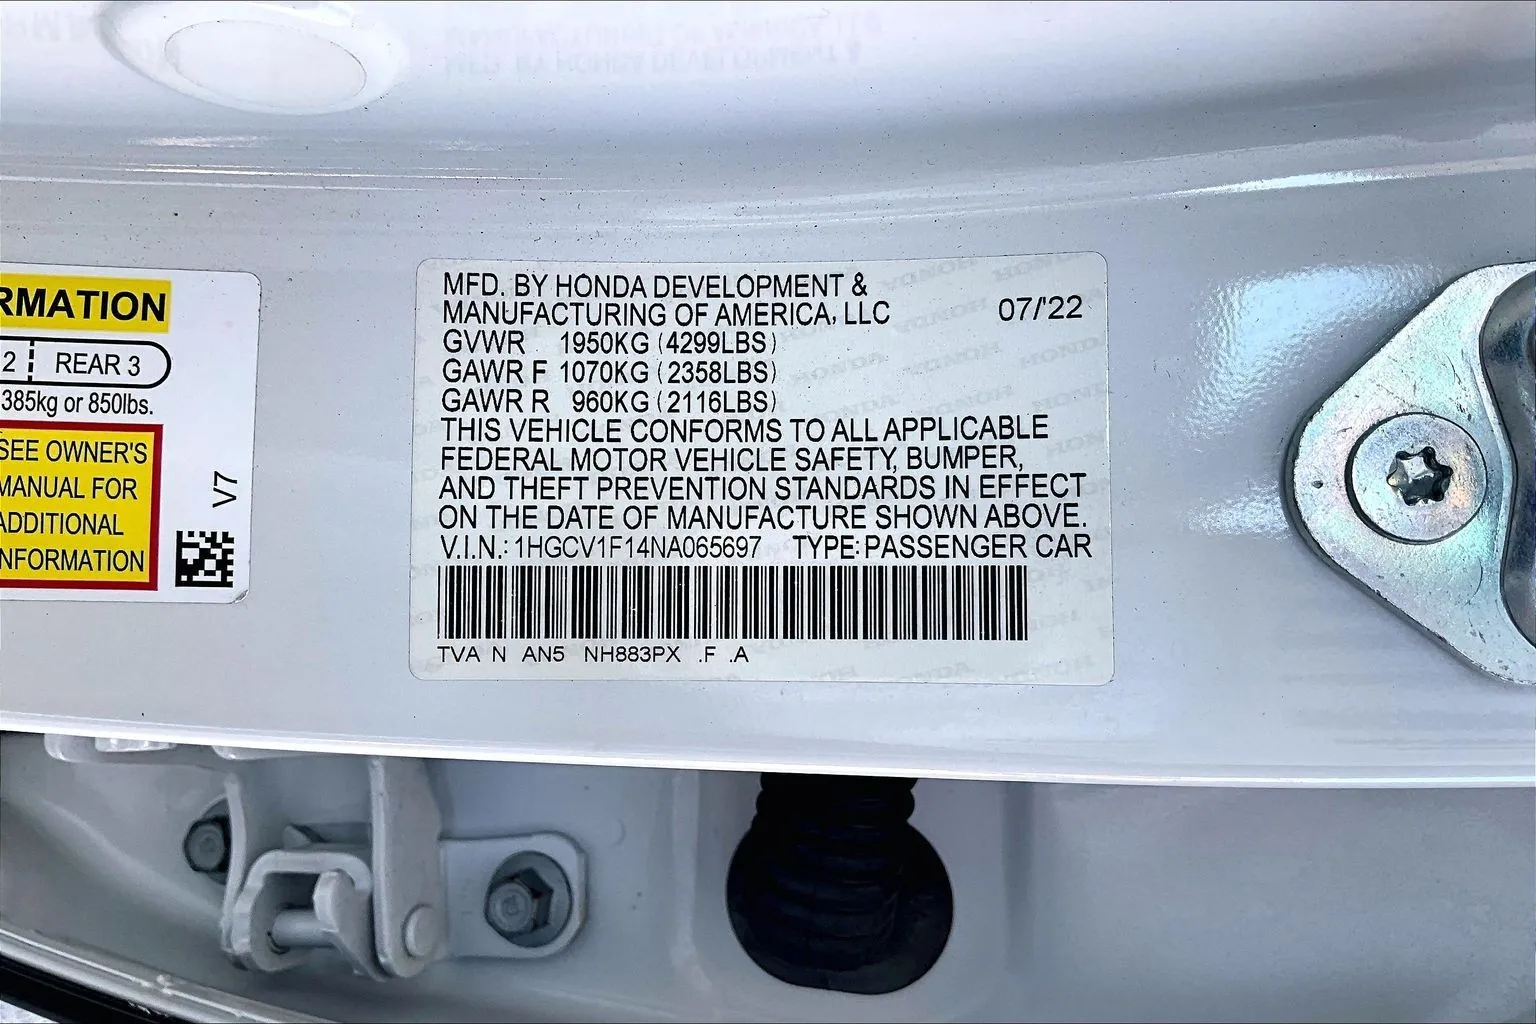 RMATION
2 REAR 3
385kg or 850lbs.
SEE OWNER'S
MANUAL FOR
ADDITIONAL
INFORMATION
V7
MFD. BY HONDA DEVELOPMENT &
MANUFACTURING OF AMERICA, LLC 07/'22
GVWR 1950KG (4299LBS)
GAWR F 1070KG (2358LBS)
GAWR R 960KG (2116LBS)
THIS VEHICLE CONFORMS TO ALL APPLICABLE
FEDERAL MOTOR VEHICLE SAFETY, BUMPER,
AND THEFT PREVENTION STANDARDS IN EFFECT
ON THE DATE OF MANUFACTURE SHOWN ABOVE.
V.I.N.: 1HGCV1F14NA065697 TYPE: PASSENGER CAR
TVA N AN5 NH883PX .F .A